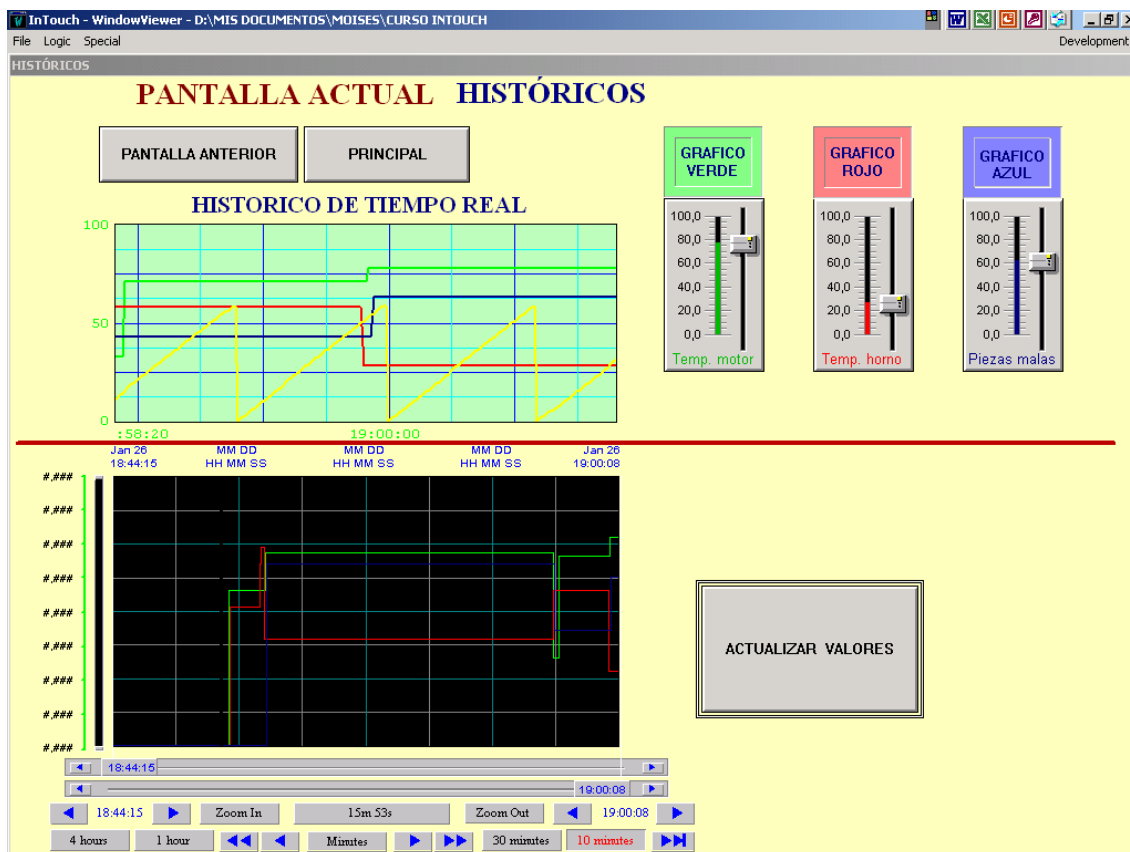 InTouch - WindowViewer - D:\MIS DOCUMENTOS\MOISES\CURSO INTOUCH
File Logic Special Development
HISTÓRICOS
PANTALLA ACTUAL HISTÓRICOS
PANTALLA ANTERIOR
PRINCIPAL
GRAFICO
VERDE
GRAFICO
ROJO
GRAFICO
AZUL
HISTORICO DE TIEMPO REAL
100
50
0
:58:20 19:00:00
100,0
80,0
60,0
40,0
20,0
0,0
Temp. motor
100,0
80,0
60,0
40,0
20,0
0,0
Temp. horno
100,0
80,0
60,0
40,0
20,0
0,0
Piezas malas
Jan 26 MM DD MM DD MM DD Jan 26
18:44:15 HH MM SS HH MM SS HH MM SS 19:00:08
#,###
#,###
#,###
#,###
#,###
#,###
#,###
#,###
#,###
ACTUALIZAR VALORES
18:44:15
19:00:08
18:44:15 Zoom In 15m 53s Zoom Out 19:00:08
4 hours 1 hour Minutes 30 minutes 10 minutes